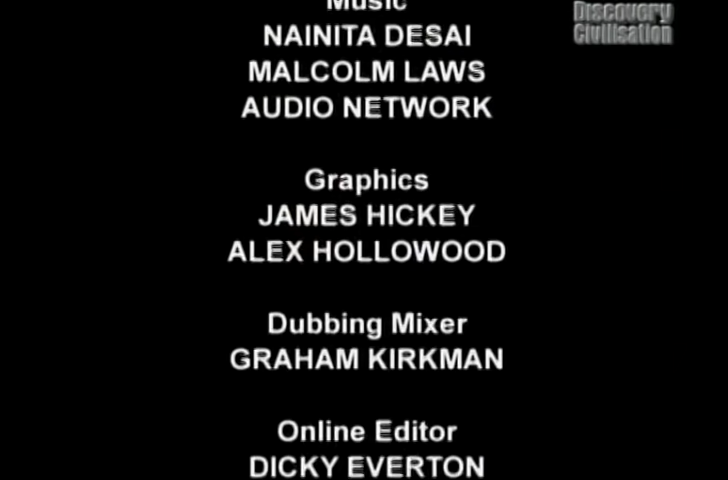 Music
Discovery
Civilisation
NAINITA DESAI
MALCOLM LAWS
AUDIO NETWORK
Graphics
JAMES HICKEY
ALEX HOLLOWOOD
Dubbing Mixer
GRAHAM KIRKMAN
Online Editor
DICKY EVERTON